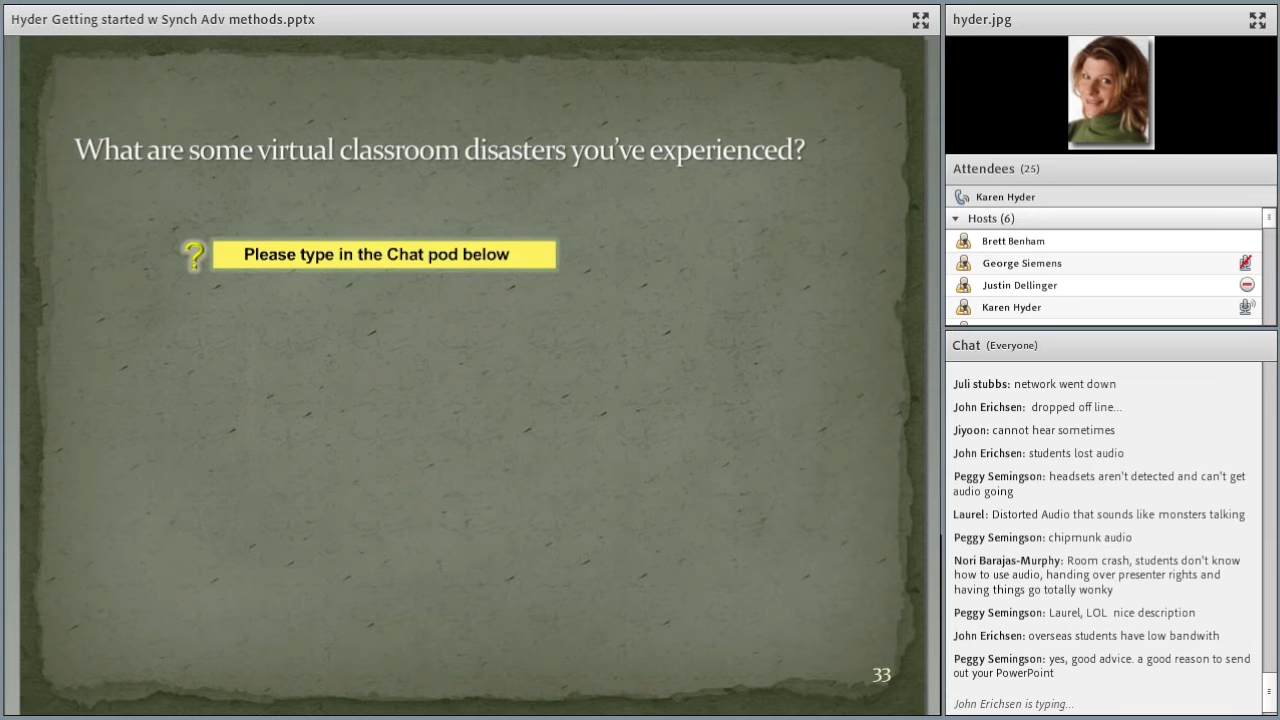 Hyder Getting started w Synch Adv methods.pptx
What are some virtual classroom disasters you've experienced?
? Please type in the Chat pod below
33
hyder.jpg
Attendees (25)
Karen Hyder
Hosts (6)
Brett Benham
George Siemens
Justin Dellinger
Karen Hyder
Chat (Everyone)
Juli stubbs: network went down
John Erichsen: dropped off line...
Jiyoon: cannot hear sometimes
John Erichsen: students lost audio
Peggy Semingson: headsets aren't detected and can't get
audio going
Laurel: Distorted Audio that sounds like monsters talking
Peggy Semingson: chipmunk audio
Nori Barajas-Murphy: Room crash, students don't know
how to use audio, handing over presenter rights and
having things go totally wonky
Peggy Semingson: Laurel, LOL nice description
John Erichsen: overseas students have low bandwith
Peggy Semingson: yes, good advice. a good reason to send
out your PowerPoint
John Erichsen is typing...